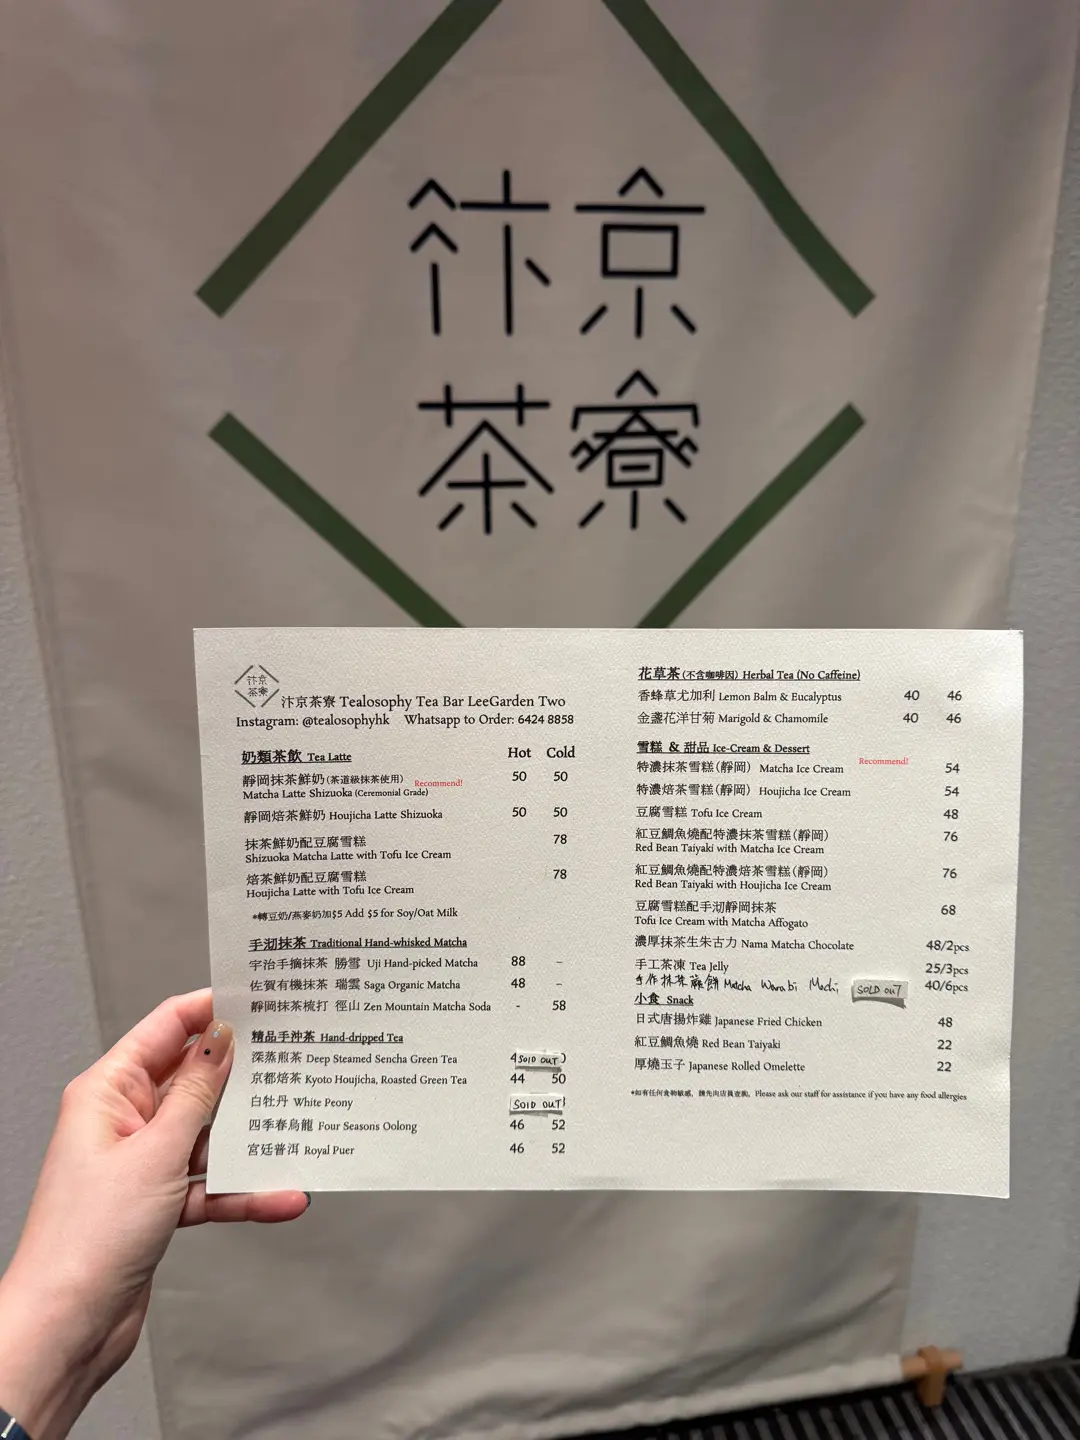 汴京
茶寮
汴京
茶寮
汴京茶寮 Tealosophy Tea Bar LeeGarden Two
Instagram: @tealosophyhk Whatsapp to Order: 6424 8858
奶類茶飲 Tea Latte Hot Cold
靜岡抹茶鮮奶(茶道級抹茶使用) Recommend! 50 50
Matcha Latte Shizuoka (Ceremonial Grade)
靜岡焙茶鮮奶 Houjicha Latte Shizuoka 50 50
抹茶鮮奶配豆腐雪糕 78
Shizuoka Matcha Latte with Tofu Ice Cream
焙茶鮮奶配豆腐雪糕 78
Houjicha Latte with Tofu Ice Cream
*轉豆奶/燕麥奶加$5 Add $5 for Soy/Oat Milk
手沏抹茶 Traditional Hand-whisked Matcha
宇治手摘抹茶 勝雪 Uji Hand-picked Matcha 88 –
佐賀有機抹茶 瑞雲 Saga Organic Matcha 48 –
靜岡抹茶梳打 徑山 Zen Mountain Matcha Soda - 58
精品手沖茶 Hand-dripped Tea
深蒸煎茶 Deep Steamed Sencha Green Tea SOLD OUT
京都焙茶 Kyoto Houjicha, Roasted Green Tea 44 50
白牡丹 White Peony SOLD OUT!
四季春烏龍 Four Seasons Oolong 46 52
宮廷普洱 Royal Puer 46 52
花草茶(不含咖啡因) Herbal Tea (No Caffeine)
香蜂草尤加利 Lemon Balm & Eucalyptus 40 46
金盞花洋甘菊 Marigold & Chamomile 40 46
雪糕 & 甜品 Ice-Cream & Dessert
特濃抹茶雪糕(靜岡) Matcha Ice Cream Recommend! 54
特濃焙茶雪糕(靜岡) Houjicha Ice Cream 54
豆腐雪糕 Tofu Ice Cream 48
紅豆鯛魚燒配特濃抹茶雪糕(靜岡) 76
Red Bean Taiyaki with Matcha Ice Cream
紅豆鯛魚燒配特濃焙茶雪糕(靜岡) 76
Red Bean Taiyaki with Houjicha Ice Cream
豆腐雪糕配手沏靜岡抹茶 68
Tofu Ice Cream with Matcha Affogato
濃厚抹茶生朱古力 Nama Matcha Chocolate 48/2pcs
手工茶凍 Tea Jelly 25/3pcs
手作抹茶蕨餅 Matcha Warabi Mochi SOLD OUT 40/6pcs
小食 Snack
日式唐揚炸雞 Japanese Fried Chicken 48
紅豆鯛魚燒 Red Bean Taiyaki 22
厚燒玉子 Japanese Rolled Omelette 22
*如有任何食物敏感，請先向店員查詢。Please ask our staff for assistance if you have any food allergies